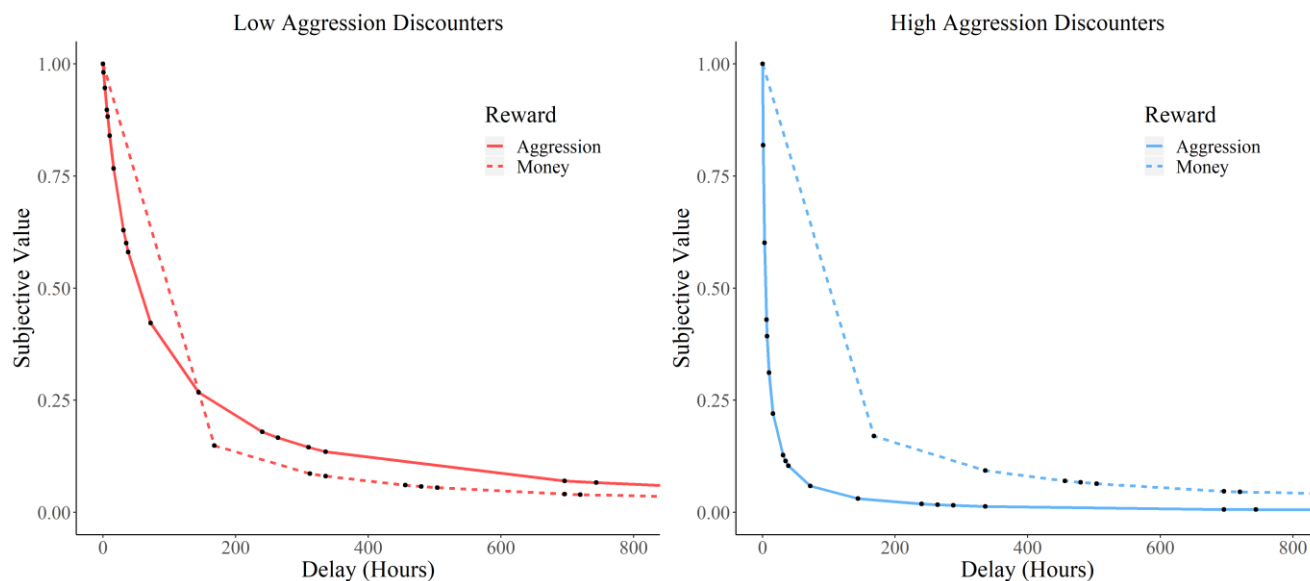 Low Aggression Discounters
Subjective Value
1.00
0.75
0.50
0.25
0.00
Reward
Aggression
Money
0
200
400
600
800
Delay (Hours)
High Aggression Discounters
Subjective Value
1.00
0.75
0.50
0.25
0.00
Reward
Aggression
Money
0
200
400
600
800
Delay (Hours)